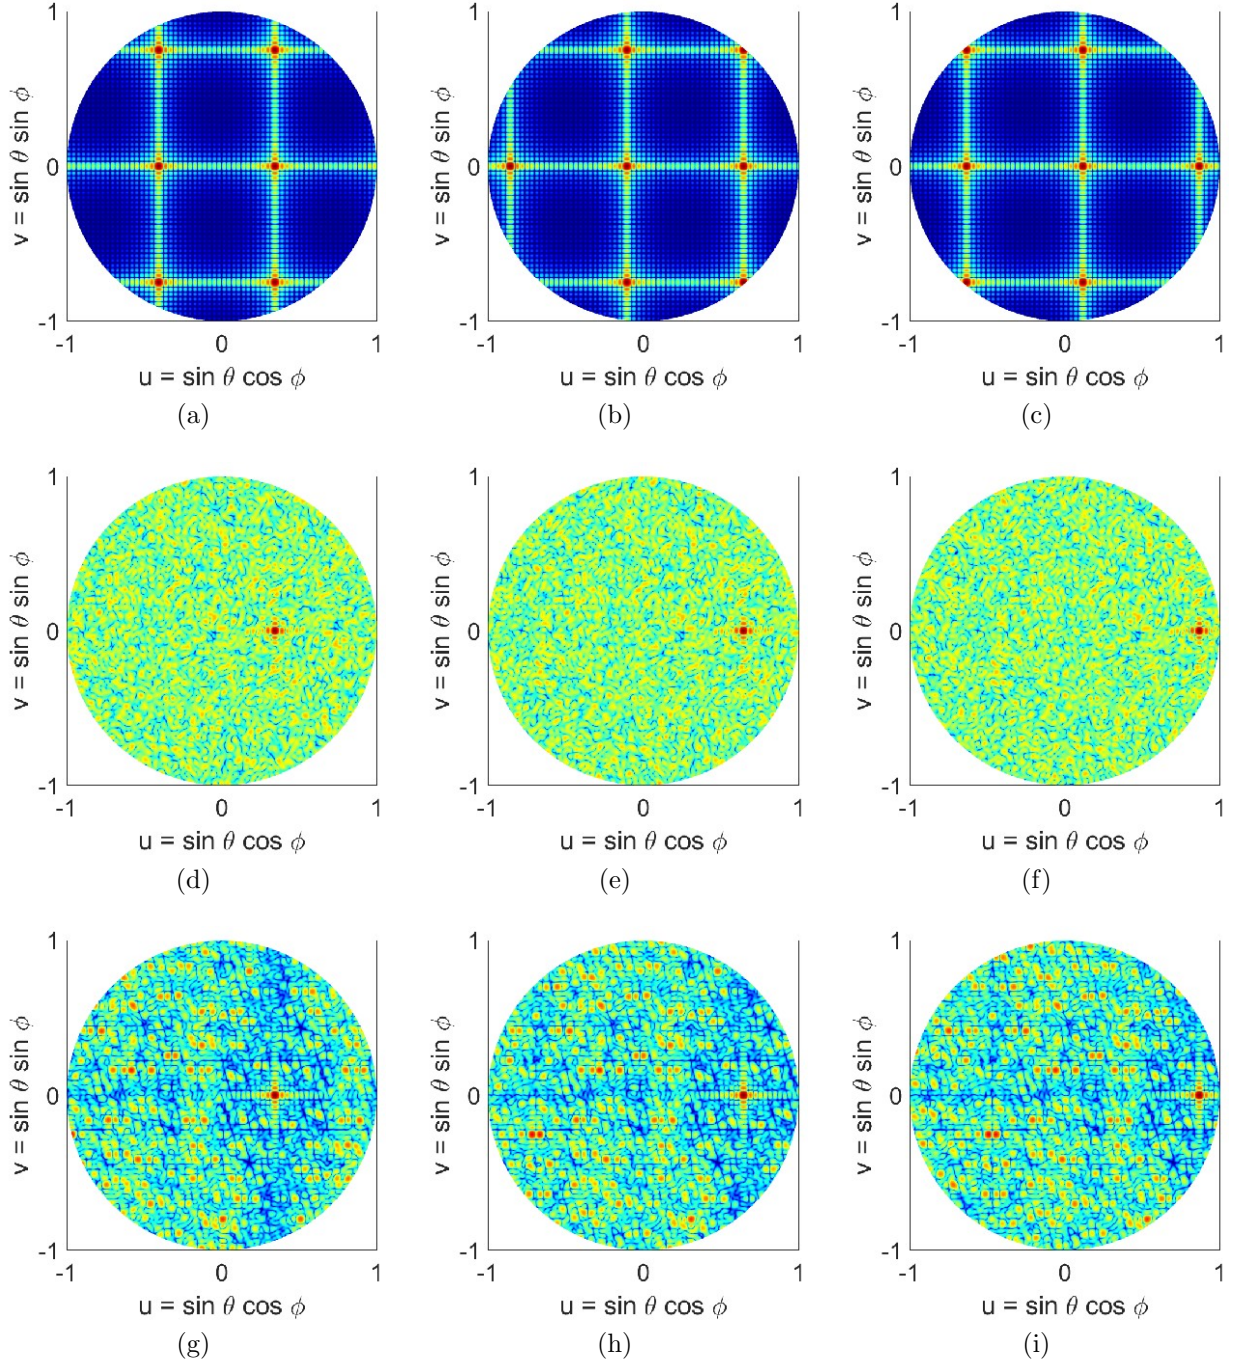 1
0
-1
v = sin θ sin ϕ
-1 0 1
u = sin θ cos ϕ
(a)
1
0
-1
v = sin θ sin ϕ
-1 0 1
u = sin θ cos ϕ
(b)
1
0
-1
v = sin θ sin ϕ
-1 0 1
u = sin θ cos ϕ
(c)
1
0
-1
v = sin θ sin ϕ
-1 0 1
u = sin θ cos ϕ
(d)
1
0
-1
v = sin θ sin ϕ
-1 0 1
u = sin θ cos ϕ
(e)
1
0
-1
v = sin θ sin ϕ
-1 0 1
u = sin θ cos ϕ
(f)
1
0
-1
v = sin θ sin ϕ
-1 0 1
u = sin θ cos ϕ
(g)
1
0
-1
v = sin θ sin ϕ
-1 0 1
u = sin θ cos ϕ
(h)
1
0
-1
v = sin θ sin ϕ
-1 0 1
u = sin θ cos ϕ
(i)